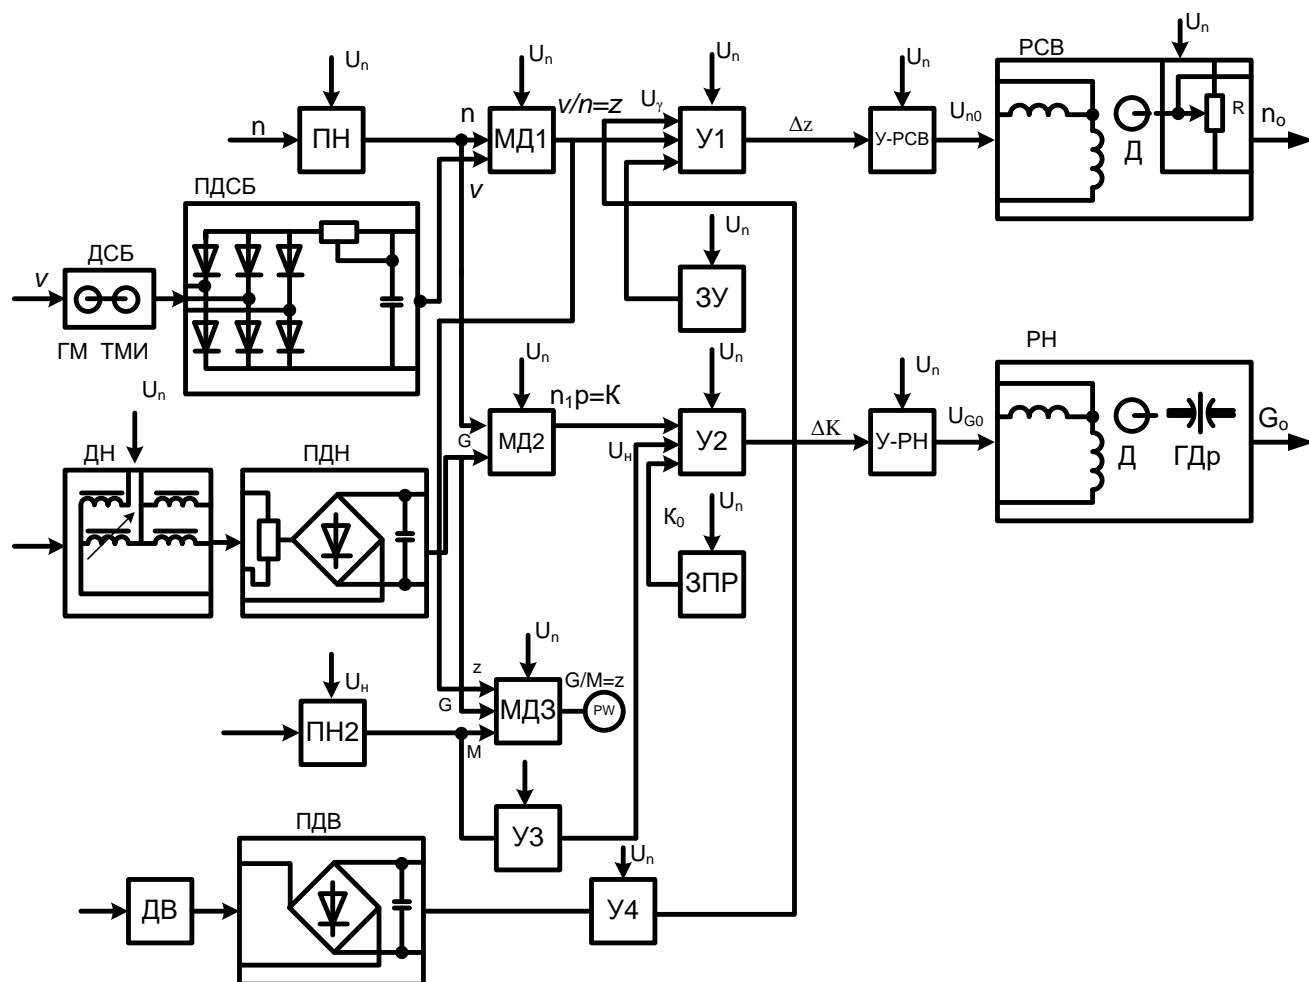 Uп
Uп
Uп
Uп
Uп
РСВ
n
ПН
n
МД1
v/n=z
Uγ
У1
Δz
У-РСВ
Uп0
Д
R
nо
v
ПДСБ
Uп
v
ДСБ
ГМ ТМИ
ЗУ
Uп
Uп
Uп
Uп
РН
n₁p=К
G
МД2
Uн
У2
ΔK
У-РН
UG0
Д
ГДр
Gо
ДН
ПДН
К₀
Uп
ЗПР
Uп
Uн
z
G
М
ПН2
МД3
G/M=z
PW
У3
ПДВ
Uп
ДВ
У4